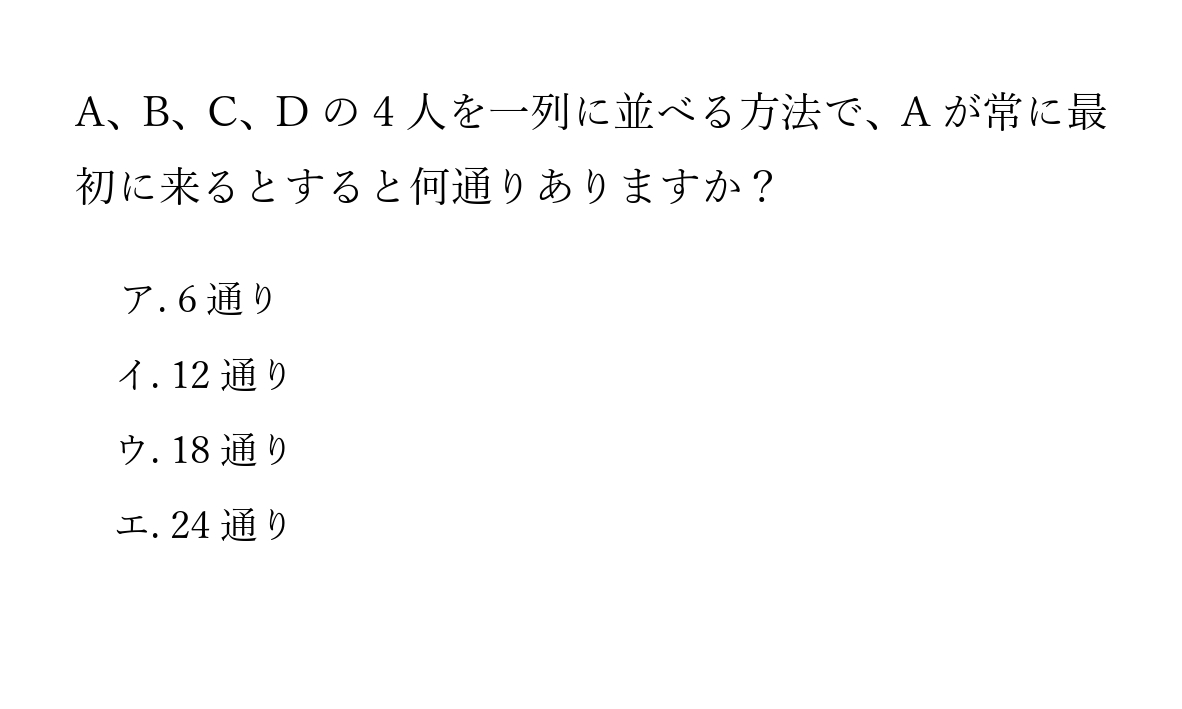 A、B、C、D の 4 人を一列に並べる方法で、A が常に最
初に来るとすると何通りありますか？
ア. 6 通り
イ. 12 通り
ウ. 18 通り
エ. 24 通り